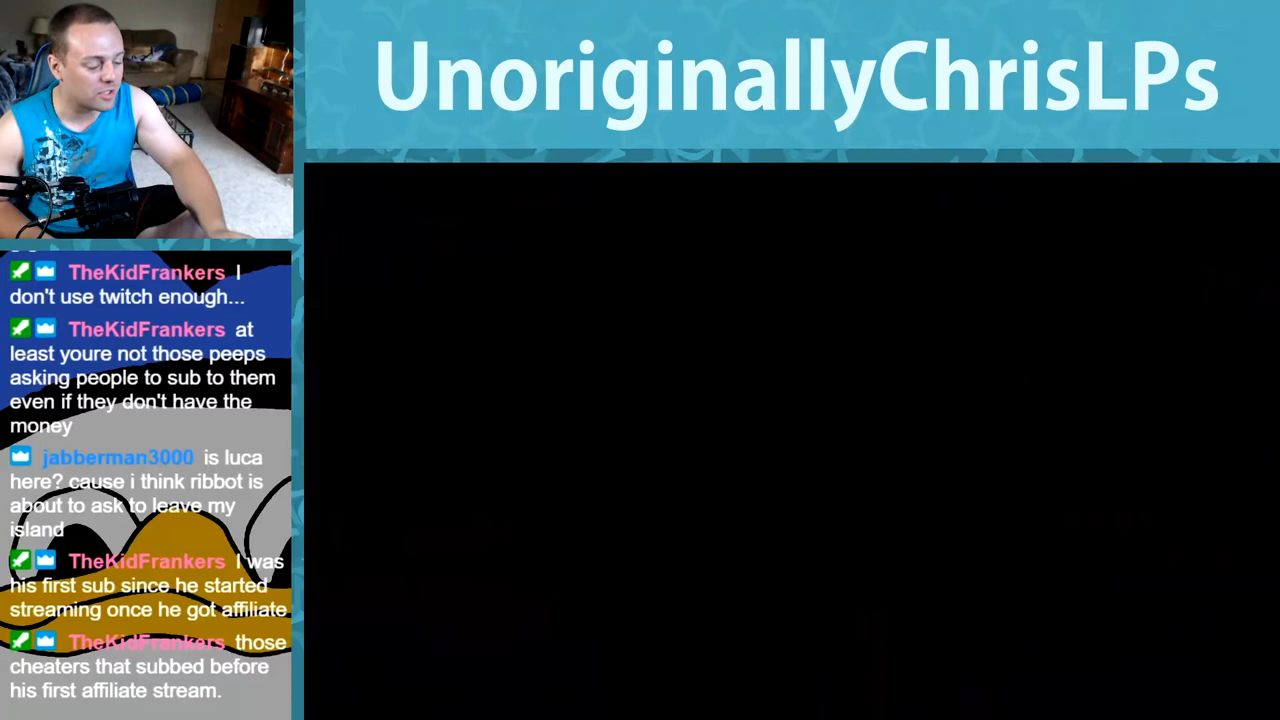 UnoriginallyChrisLPs
TheKidFrankers I
don't use twitch enough...
TheKidFrankers at
least youre not those peeps
asking people to sub to them
even if they don't have the
money
jabberman3000 is luca
here? cause i think ribbot is
about to ask to leave my
island
TheKidFrankers I was
his first sub since he started
streaming once he got affiliate
TheKidFrankers those
cheaters that subbed before
his first affiliate stream.